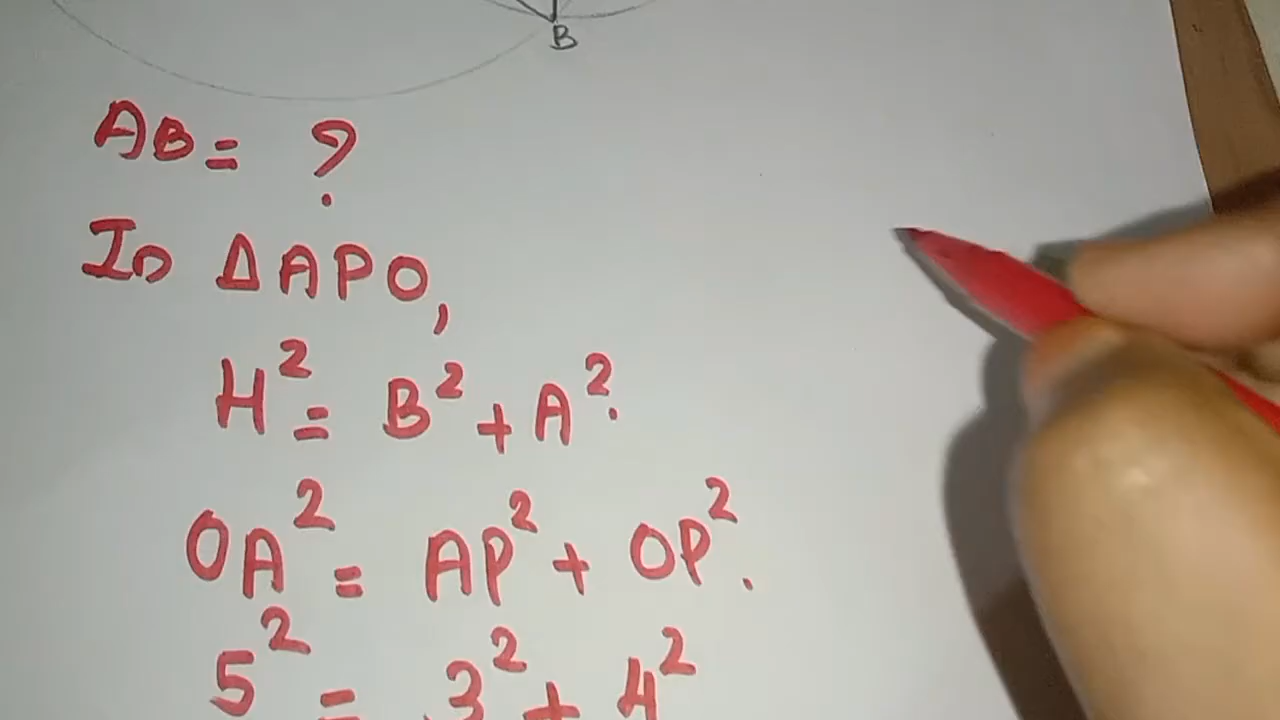 B
AB = ?
In ΔAPO,
H² = B² + A².
OA² = AP² + OP².
5² = 3² + 4²